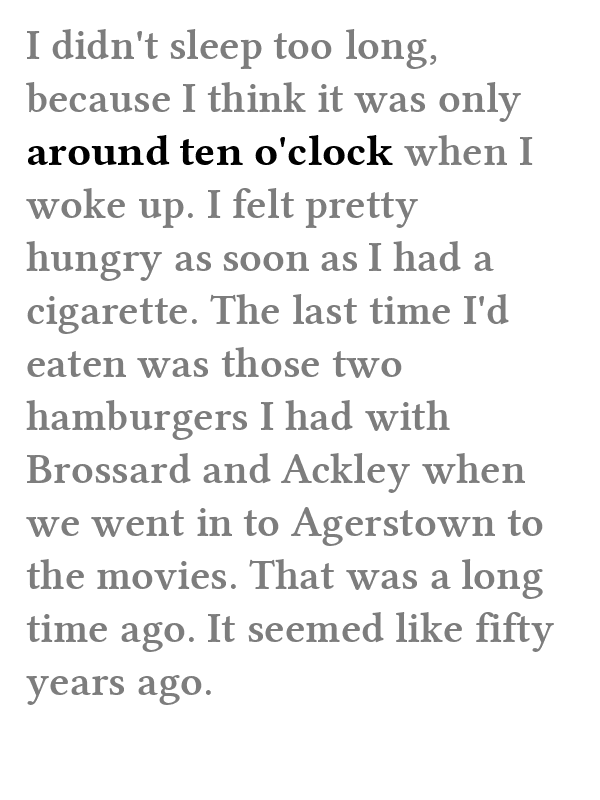 I didn't sleep too long,
because I think it was only
around ten o'clock when I
woke up. I felt pretty
hungry as soon as I had a
cigarette. The last time I'd
eaten was those two
hamburgers I had with
Brossard and Ackley when
we went in to Agerstown to
the movies. That was a long
time ago. It seemed like fifty
years ago.